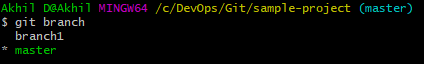 Akhil D@Akhil MINGW64 /c/DevOps/Git/sample-project (master)
$ git branch
  branch1
* master